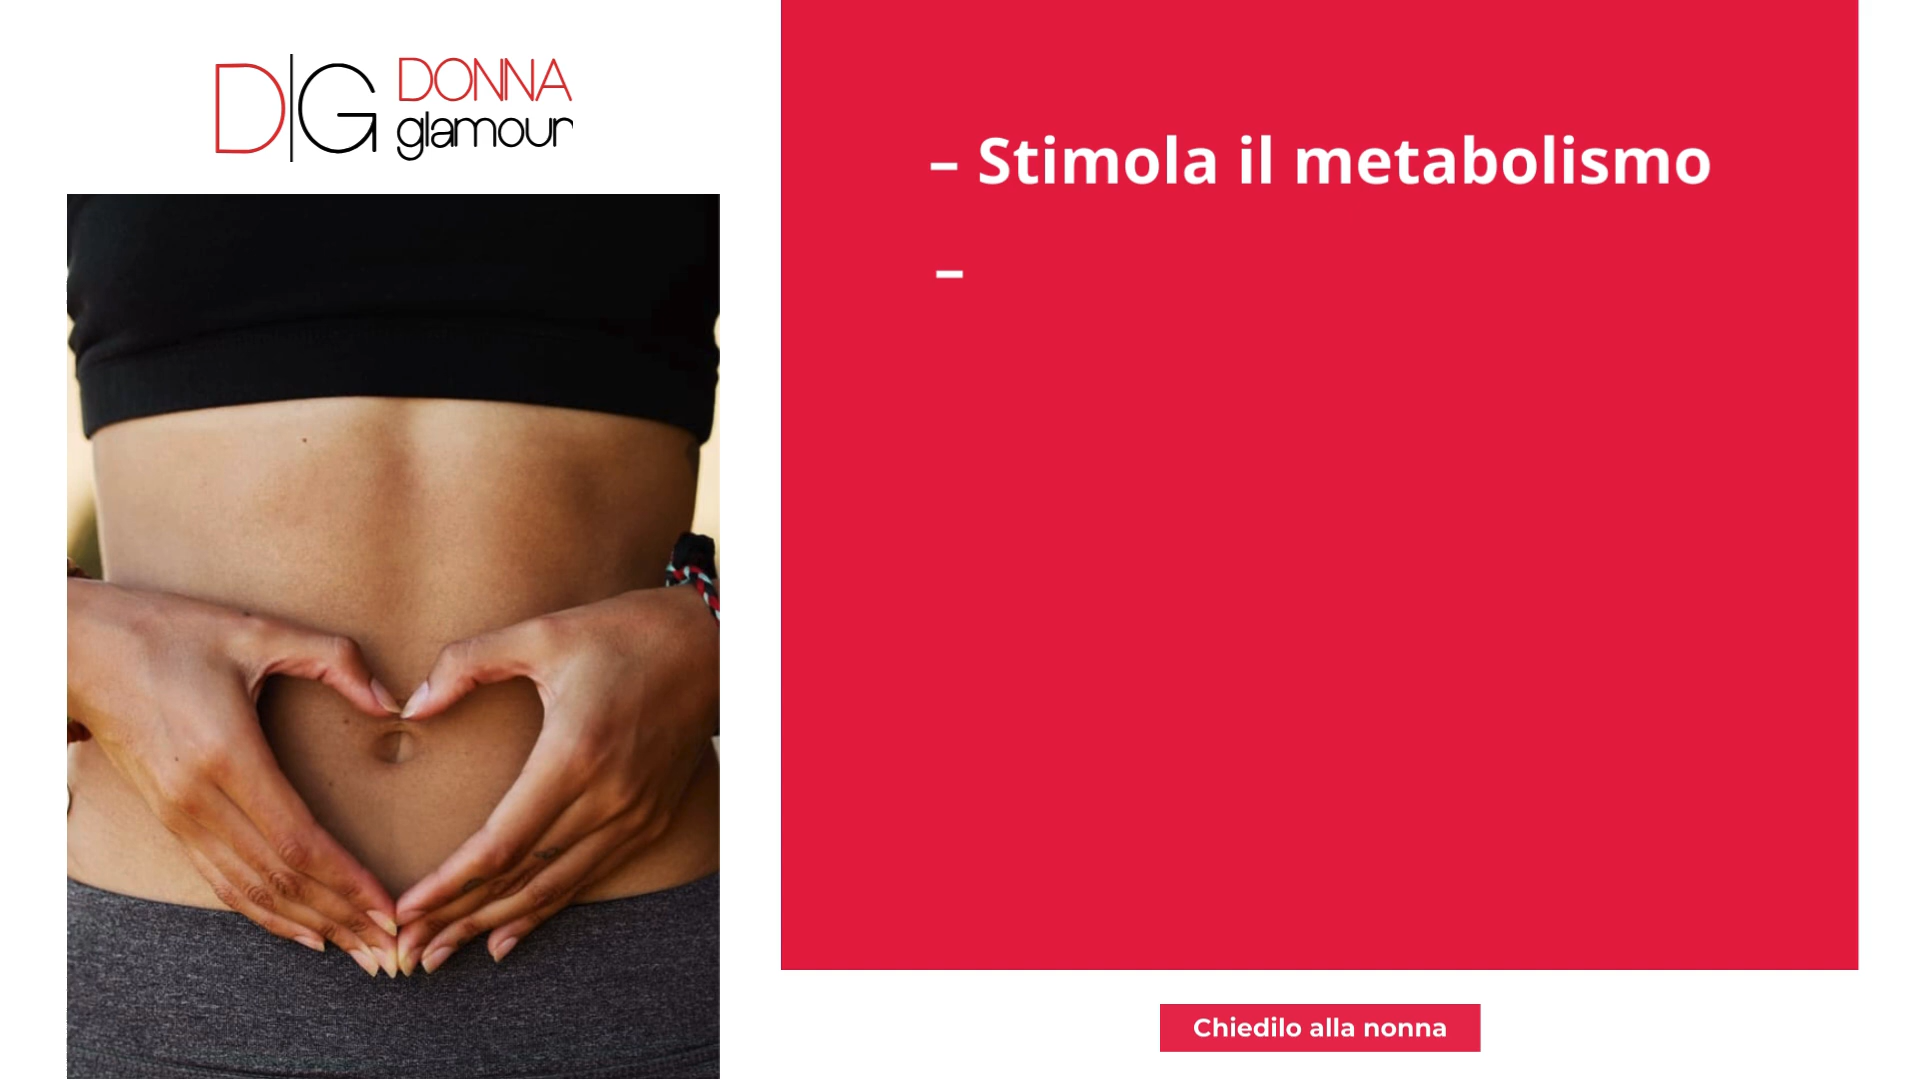 D|G DONNA
glamour
– Stimola il metabolismo
–
Chiedilo alla nonna